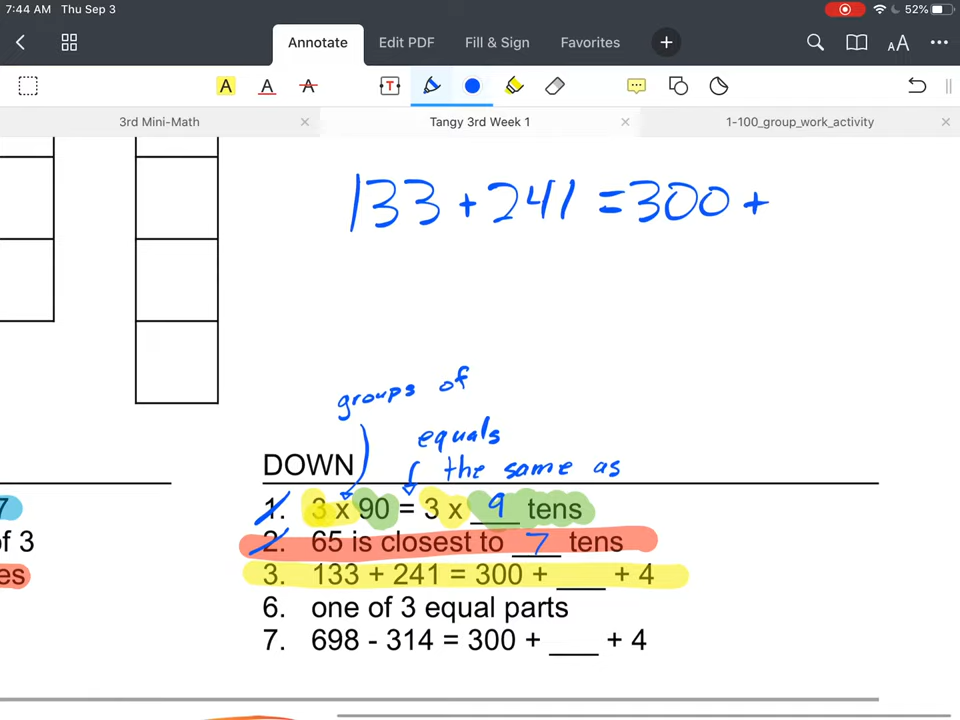 7:44 AM Thu Sep 3 52%
Annotate Edit PDF Fill & Sign Favorites +
A A A T AA
3rd Mini-Math × Tangy 3rd Week 1 × 1-100_group_work_activity ×
133 + 241 = 300 +
groups of
equals
DOWN the same as
7 1. 3 x 90 = 3 x 9 tens
of 3 2. 65 is closest to 7 tens
es 3. 133 + 241 = 300 + ___ + 4
6. one of 3 equal parts
7. 698 - 314 = 300 + ___ + 4